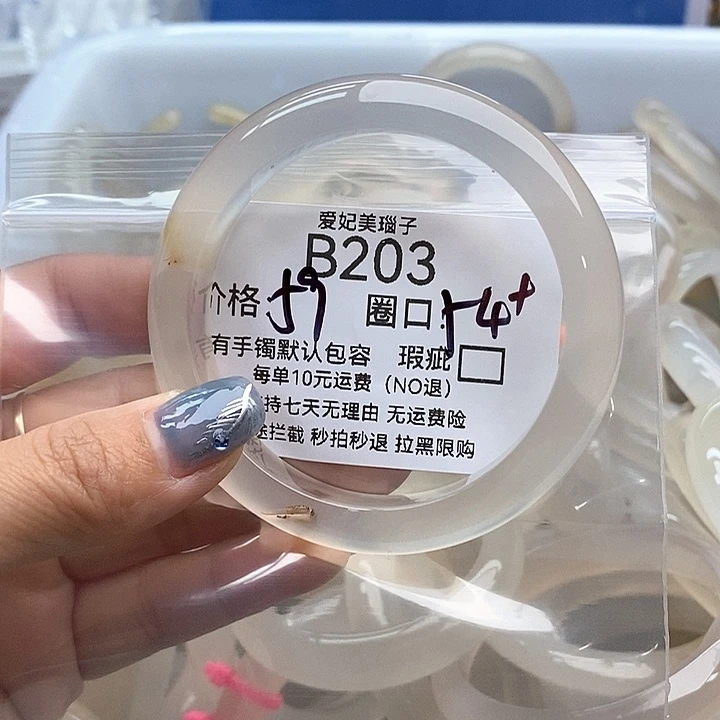 爱妃美瑙子
B203
价格 59 圈口: 54+
有手镯默认包容 瑕疵
每单10元运费（NO退）
持七天无理由 无运费险
拦截 秒拍秒退 拉黑限购